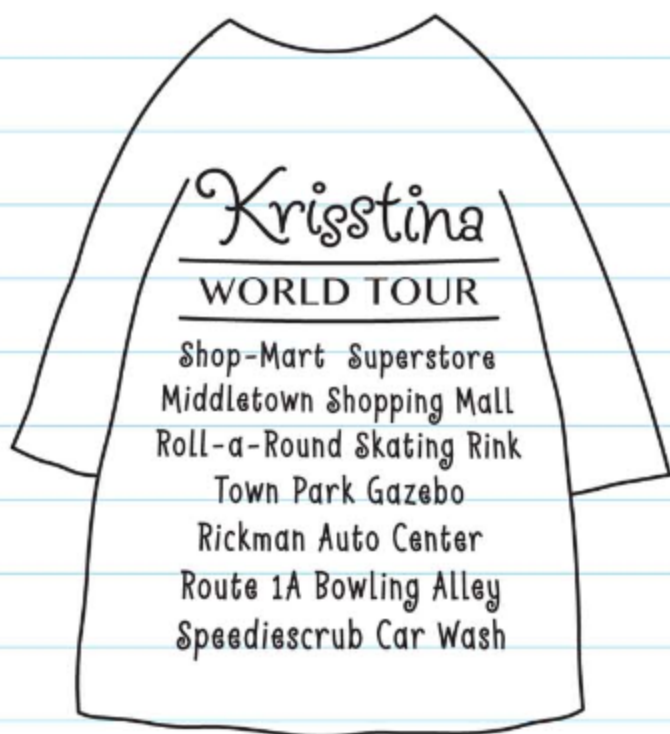 Krisstina
WORLD TOUR
Shop-Mart Superstore
Middletown Shopping Mall
Roll-a-Round Skating Rink
Town Park Gazebo
Rickman Auto Center
Route 1A Bowling Alley
Speediescrub Car Wash